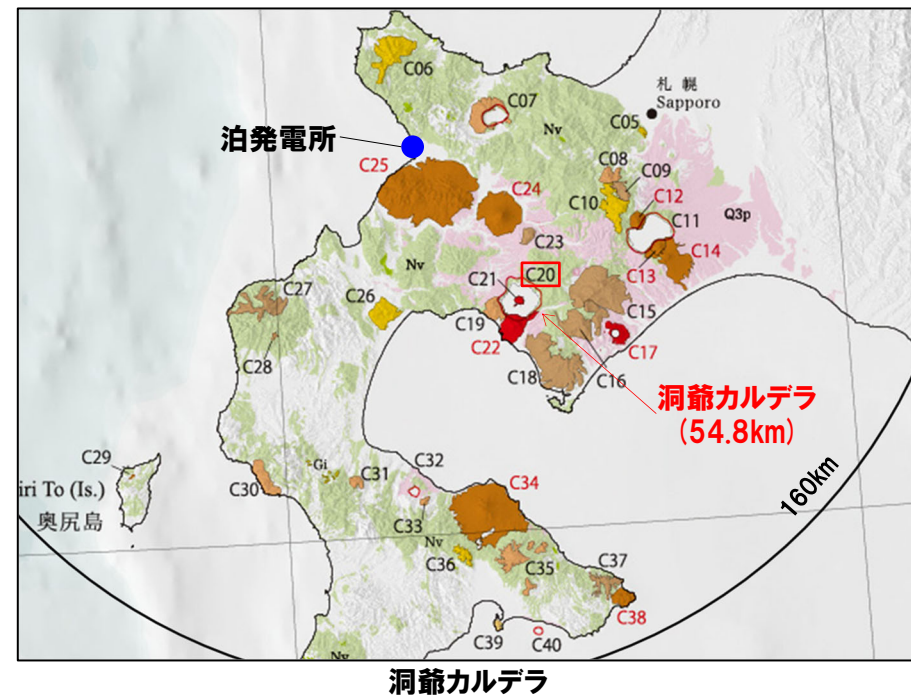 C06
C07
札幌
Sapporo
Nv
C05
泊発電所
C25
C08
C09
C24
C10
C12
C11
Q3p
C23
C14
C13
Nv
C20
C21
C27
C26
C15
C19
C17
C22
C28
C18
C16
洞爺カルデラ
(54.8km)
C29
Gi
C31
C32
C30
C34
160km
iri To (Is.)
奥尻島
C33
Nv
C36
C37
C35
C38
C39
C40
Nv
洞爺カルデラ